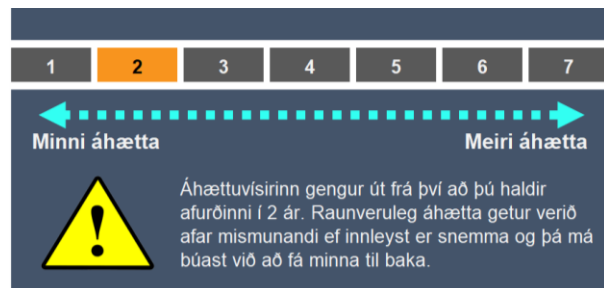 1 2 3 4 5 6 7
Minni áhætta Meiri áhætta
Áhættuvísirinn gengur út frá því að þú haldir
afurðinni í 2 ár. Raunveruleg áhætta getur verið
afar mismunandi ef innleyst er snemma og þá má
búast við að fá minna til baka.